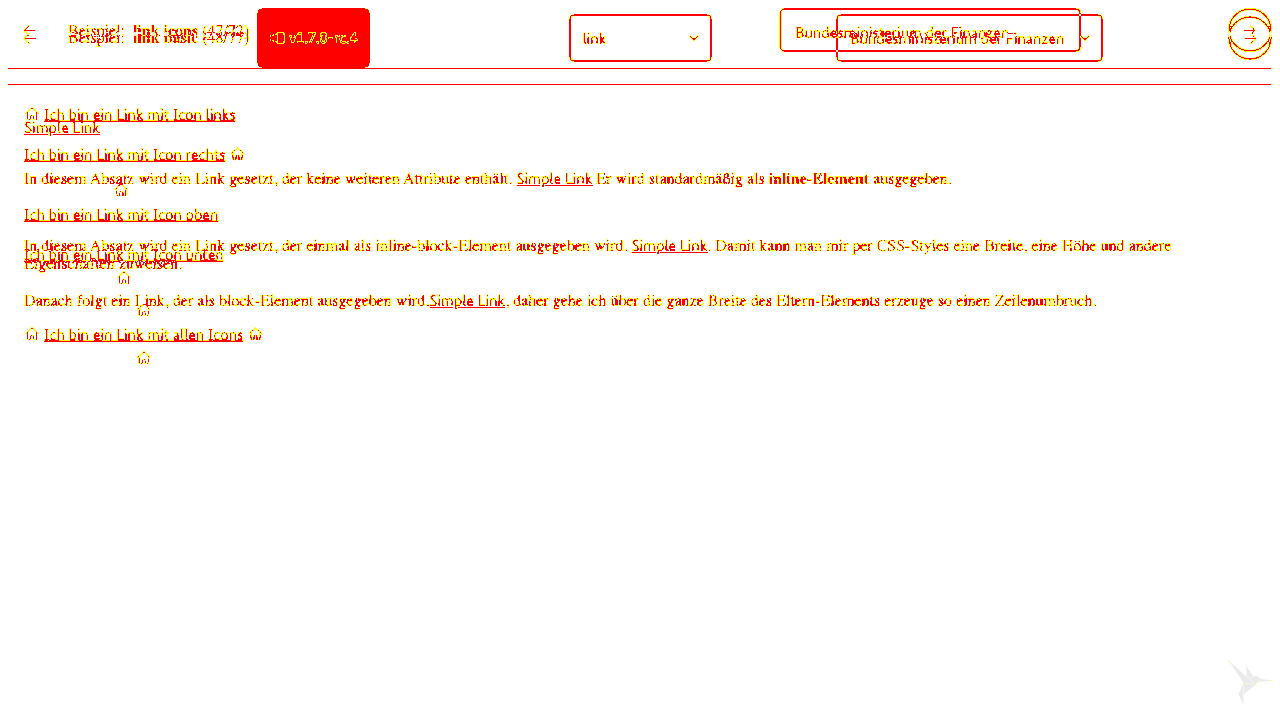 Beispiel: link icons (47/73)
Beispiel: link basic (48/77)
v1.7.0-rc.4
link
Bundesministerium der Finanzen
Bundesministerium der Finanzen
Ich bin ein Link mit Icon links
Simple Link
Ich bin ein Link mit Icon rechts
In diesem Absatz wird ein Link gesetzt, der keine weiteren Attribute enthält. Simple Link Er wird standardmäßig als inline-Element ausgegeben.
Ich bin ein Link mit Icon oben
In diesem Absatz wird ein Link gesetzt, der einmal als inline-block-Element ausgegeben wird. Simple Link. Damit kann man mir per CSS-Styles eine Breite, eine Höhe und andere
Ich bin ein Link mit Icon unten
Eigenschaften zuweisen.
Danach folgt ein Link, der als block-Element ausgegeben wird.Simple Link, daher gehe ich über die ganze Breite des Eltern-Elements erzeuge so einen Zeilenumbruch.
Ich bin ein Link mit allen Icons